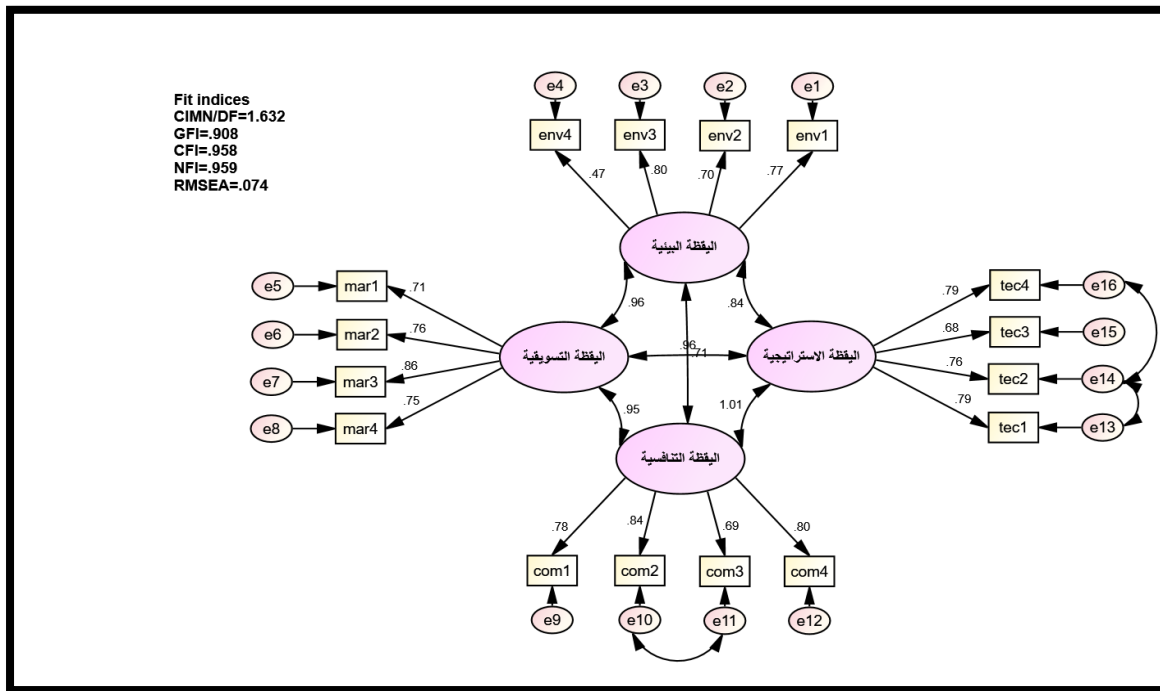 Fit indices
CIMN/DF=1.632
GFI=.908
CFI=.958
NFI=.959
RMSEA=.074
e4 e3 e2 e1
env4 env3 env2 env1
.47 .80 .70 .77
اليقظة البيئية
e5 mar1 .71
e6 mar2 .76
e7 mar3 .86
e8 mar4 .75
.96 .84
اليقظة التسويقية
.96
.71
اليقظة الاستراتيجية
.79 tec4 e16
.68 tec3 e15
.76 tec2 e14
.79 tec1 e13
.95 1.01
اليقظة التنافسية
.78 .84 .69 .80
com1 com2 com3 com4
e9 e10 e11 e12